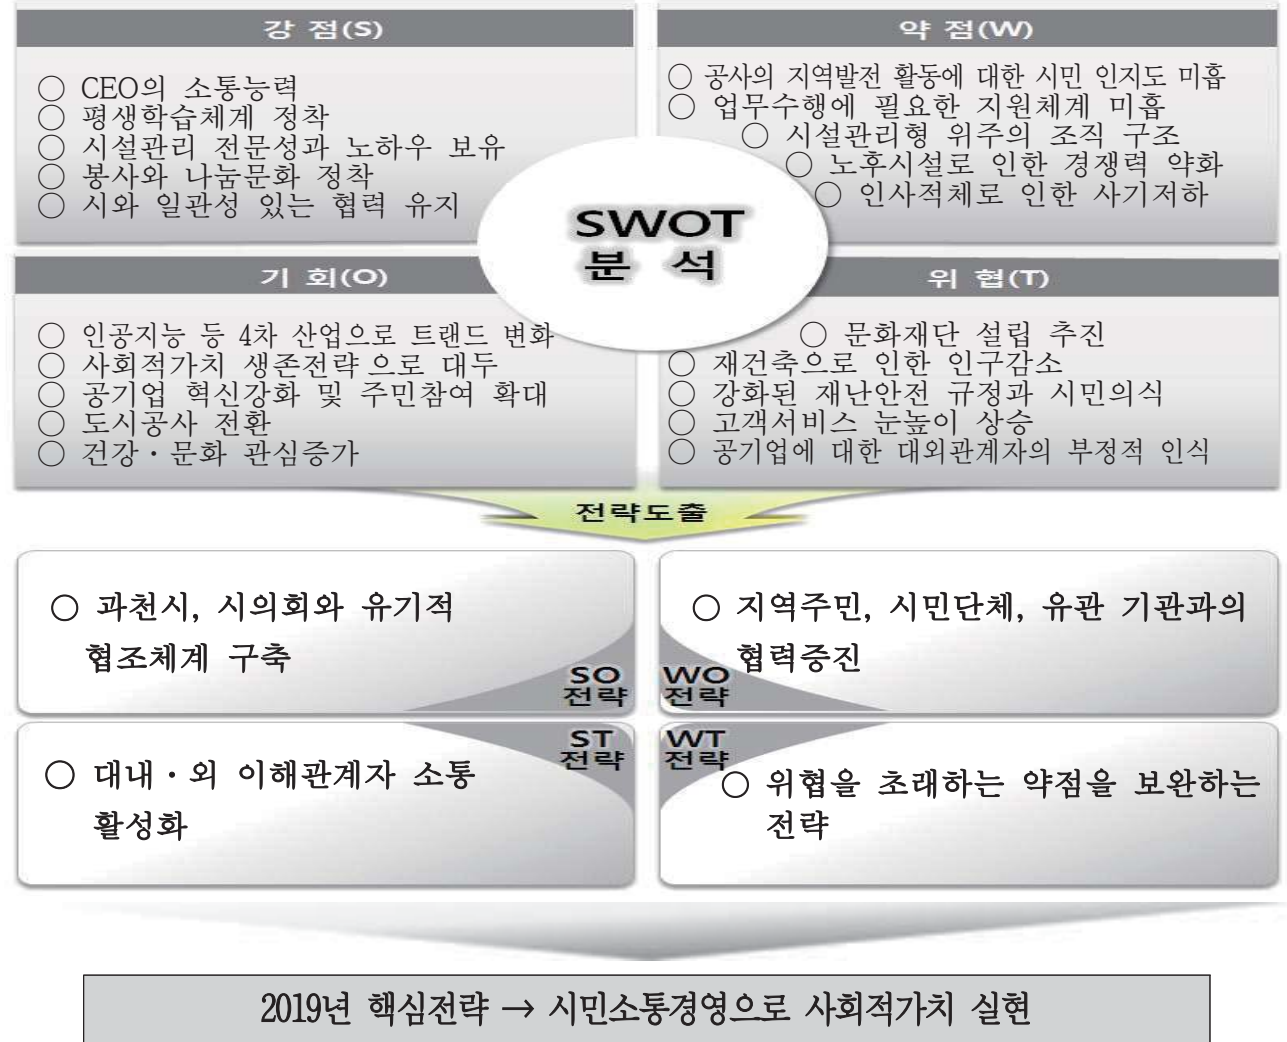 강 점(S)
○ CEO의 소통능력
○ 평생학습체계 정착
○ 시설관리 전문성과 노하우 보유
○ 봉사와 나눔문화 정착
○ 시와 일관성 있는 협력 유지
약 점(W)
○ 공사의 지역발전 활동에 대한 시민 인지도 미흡
○ 업무수행에 필요한 지원체계 미흡
○ 시설관리형 위주의 조직 구조
○ 노후시설로 인한 경쟁력 약화
○ 인사적체로 인한 사기저하
SWOT
분 석
기 회(O)
○ 인공지능 등 4차 산업으로 트랜드 변화
○ 사회적가치 생존전략으로 대두
○ 공기업 혁신강화 및 주민참여 확대
○ 도시공사 전환
○ 건강·문화 관심증가
위 협(T)
○ 문화재단 설립 추진
○ 재건축으로 인한 인구감소
○ 강화된 재난안전 규정과 시민의식
○ 고객서비스 눈높이 상승
○ 공기업에 대한 대외관계자의 부정적 인식
전략도출
○ 과천시, 시의회와 유기적
협조체계 구축
SO
전략
○ 지역주민, 시민단체, 유관 기관과의
협력증진
WO
전략
○ 대내·외 이해관계자 소통
활성화
ST
전략
WT
전략
○ 위협을 초래하는 약점을 보완하는
전략
2019년 핵심전략 → 시민소통경영으로 사회적가치 실현